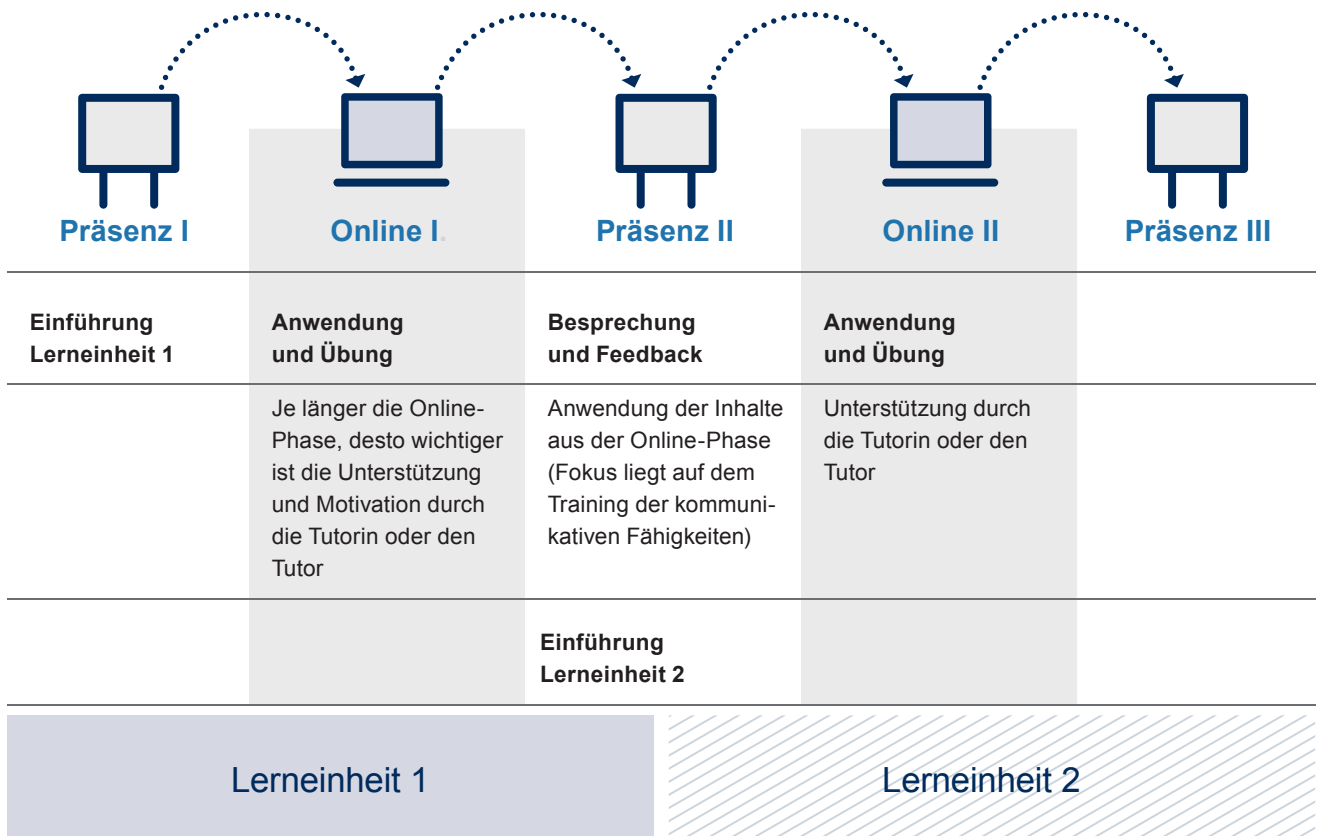 Präsenz I
Online I.
Präsenz II
Online II
Präsenz III
Einführung
Lerneinheit 1
Anwendung
und Übung
Besprechung
und Feedback
Anwendung
und Übung
Je länger die Online-
Phase, desto wichtiger
ist die Unterstützung
und Motivation durch
die Tutorin oder den
Tutor
Anwendung der Inhalte
aus der Online-Phase
(Fokus liegt auf dem
Training der kommuni-
kativen Fähigkeiten)
Unterstützung durch
die Tutorin oder den
Tutor
Einführung
Lerneinheit 2
Lerneinheit 1
Lerneinheit 2